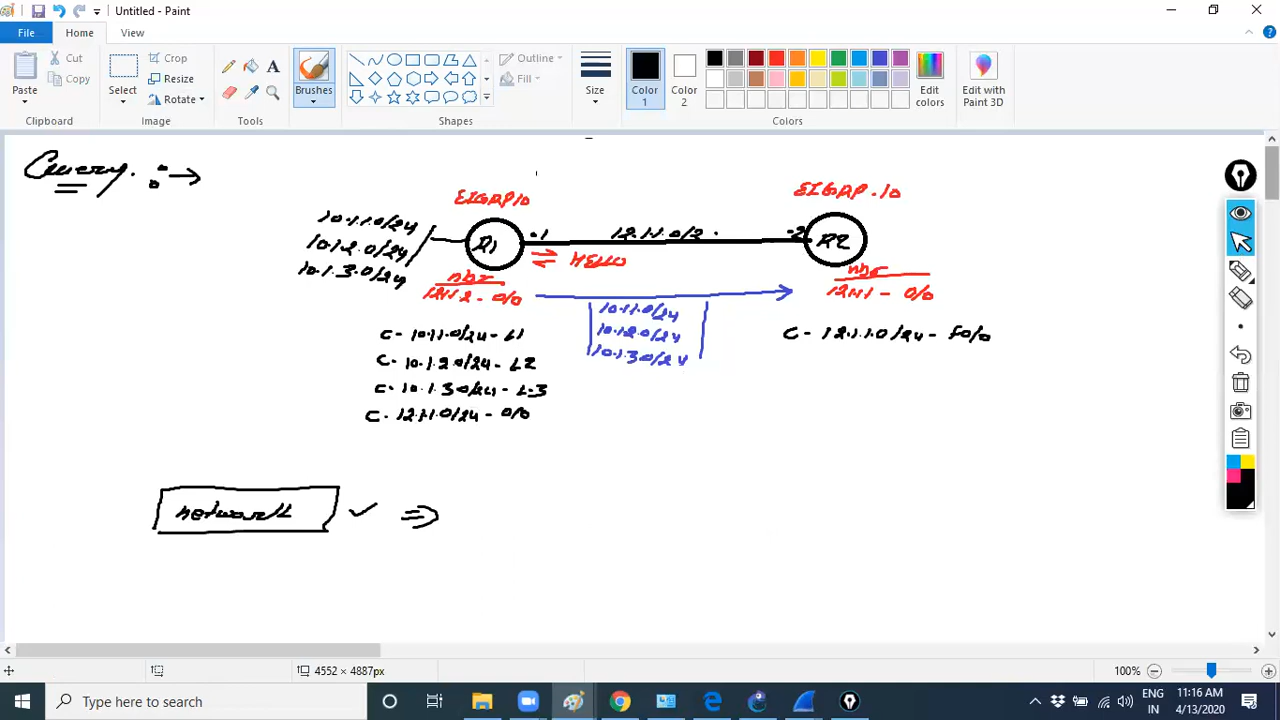 Untitled - Paint
File
Home
View
Paste
Cut
Copy
Clipboard
Select
Crop
Resize
Rotate
Image
Tools
Brushes
Shapes
Outline
Fill
Size
Color 1
Color 2
Edit colors
Edit with Paint 3D
Colors
EIGRP 10
EIGRP.10
10.1.1.0/24
10.1.2.0/24
10.1.3.0/24
R1
.1
12.1.1.0/2
.2
R2
HELLO
nbr
12.1.1.2 - 0/0
nbr
12.1.1.1 - 0/0
10.1.1.0/24
10.1.2.0/24
10.1.3.0/24
C - 10.1.1.0/24 - L1
C - 10.1.2.0/24 - L2
C - 10.1.3.0/24 - L-3
C - 12.1.1.0/24 - 0/0
C - 12.1.1.0/24 - f0/0
network
4552 × 4887px
100%
Type here to search
ENG
IN
11:16 AM
4/13/2020